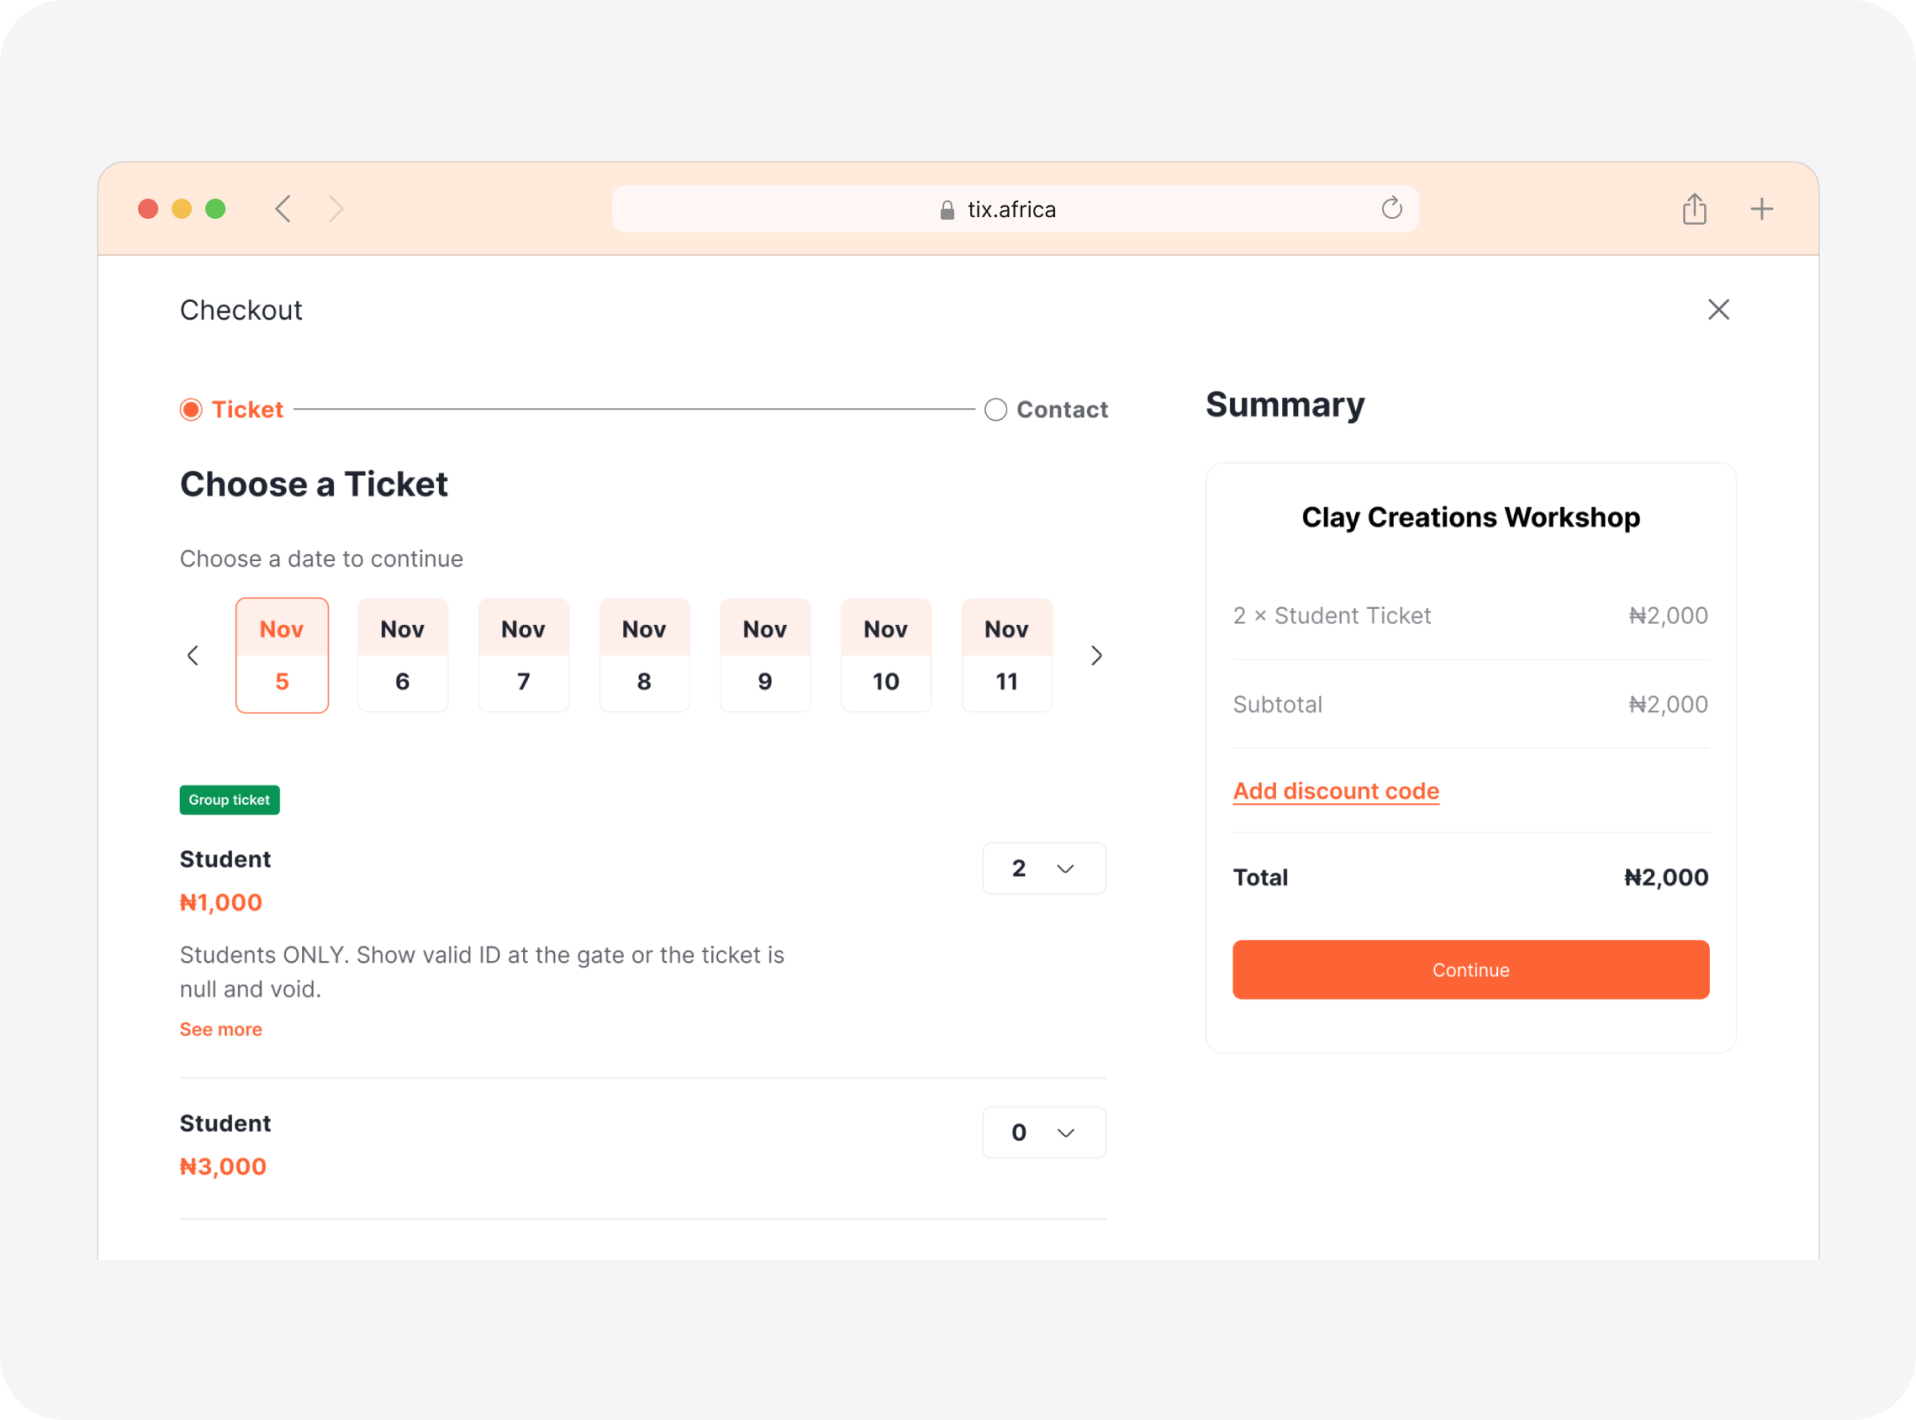 tix.africa
Checkout
Ticket
Contact
Choose a Ticket
Choose a date to continue
Nov
5
Nov
6
Nov
7
Nov
8
Nov
9
Nov
10
Nov
11
Group ticket
Student
2
₦1,000
Students ONLY. Show valid ID at the gate or the ticket is
null and void.
See more
Student
0
₦3,000
Summary
Clay Creations Workshop
2 × Student Ticket ₦2,000
Subtotal ₦2,000
Add discount code
Total ₦2,000
Continue